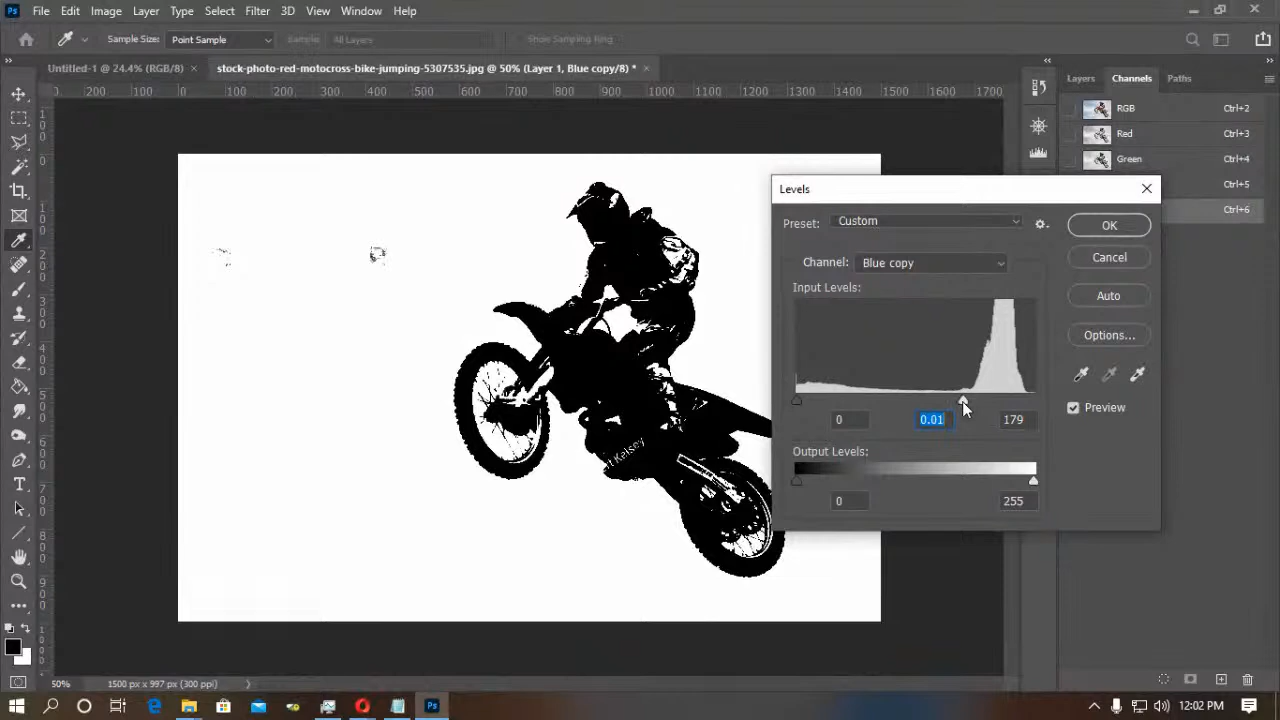 Ps File Edit Image Layer Type Select Filter 3D View Window Help
Sample Size: Point Sample Sample: All Layers Show Sampling Ring
Untitled-1 @ 24.4% (RGB/8) × stock-photo-red-motocross-bike-jumping-5307535.jpg @ 50% (Layer 1, Blue copy/8) * ×
200 100 0 100 200 300 400 500 600 700 800 900 1000 1100 1200 1300 1400 1500 1600 1700
Layers Channels Paths
RGB Ctrl+2
Red Ctrl+3
Green Ctrl+4
Ctrl+5
Ctrl+6
Levels
Preset: Custom
OK
Channel: Blue copy
Cancel
Input Levels:
Auto
Options...
Preview
0 0.01 179
Output Levels:
0 255
Kelsey
T
50% 1500 px x 997 px (300 ppi) >
12:02 PM